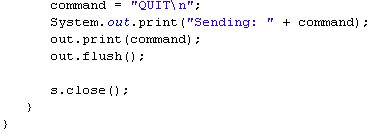 command = "QUIT\n";
System.out.print("Sending: " + command);
out.print(command);
out.flush();

s.close();
}
}